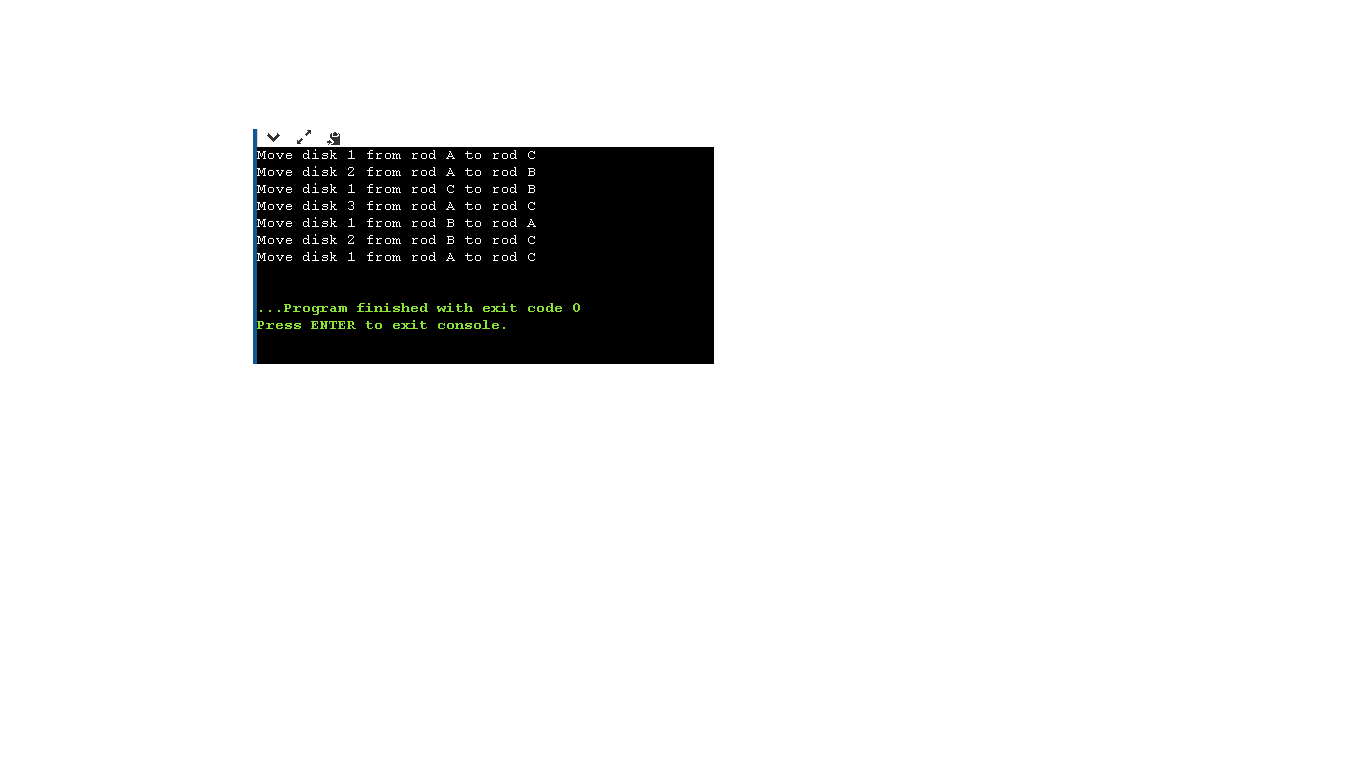 Move disk 1 from rod A to rod C
Move disk 2 from rod A to rod B
Move disk 1 from rod C to rod B
Move disk 3 from rod A to rod C
Move disk 1 from rod B to rod A
Move disk 2 from rod B to rod C
Move disk 1 from rod A to rod C
...Program finished with exit code 0
Press ENTER to exit console.